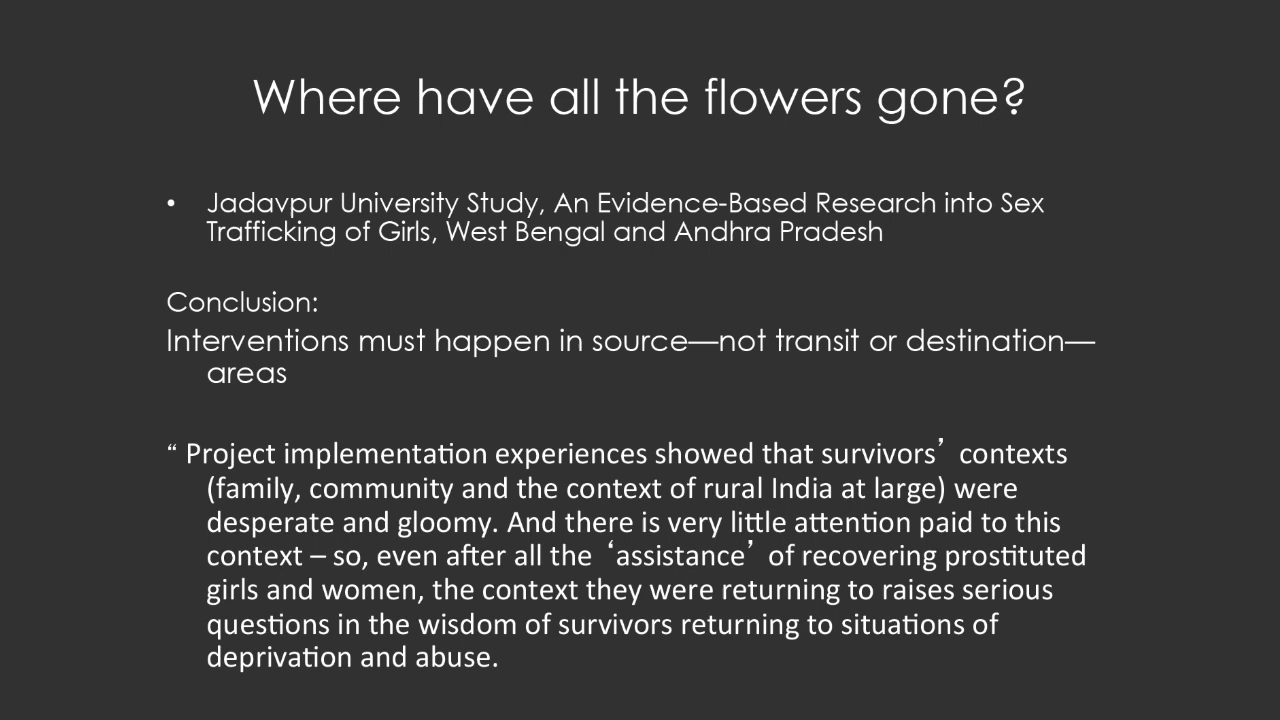 Where have all the flowers gone?
• Jadavpur University Study, An Evidence-Based Research into Sex
Trafficking of Girls, West Bengal and Andhra Pradesh
Conclusion:
Interventions must happen in source—not transit or destination—
areas
“ Project implementation experiences showed that survivors’ contexts
(family, community and the context of rural India at large) were
desperate and gloomy. And there is very little attention paid to this
context – so, even after all the ‘assistance’ of recovering prostituted
girls and women, the context they were returning to raises serious
questions in the wisdom of survivors returning to situations of
deprivation and abuse.